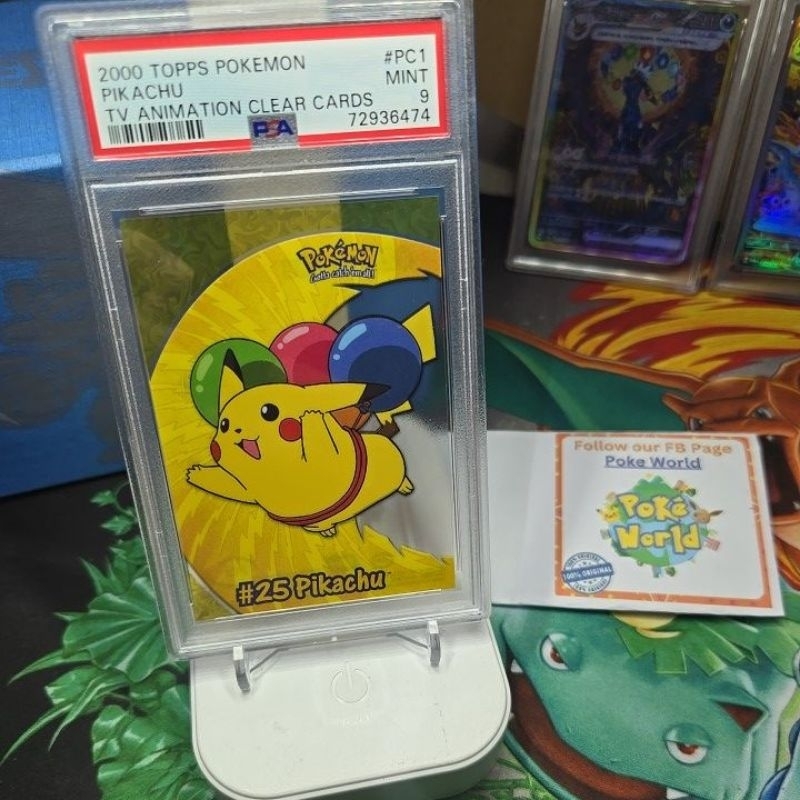 2000 TOPPS POKEMON #PC1
PIKACHU MINT
TV ANIMATION CLEAR CARDS 9
PSA 72936474
POKéMON
Gotta catch 'em all!
#25 Pikachu
Follow our FB Page
Poke World
Poké
World
100% ORIGINAL